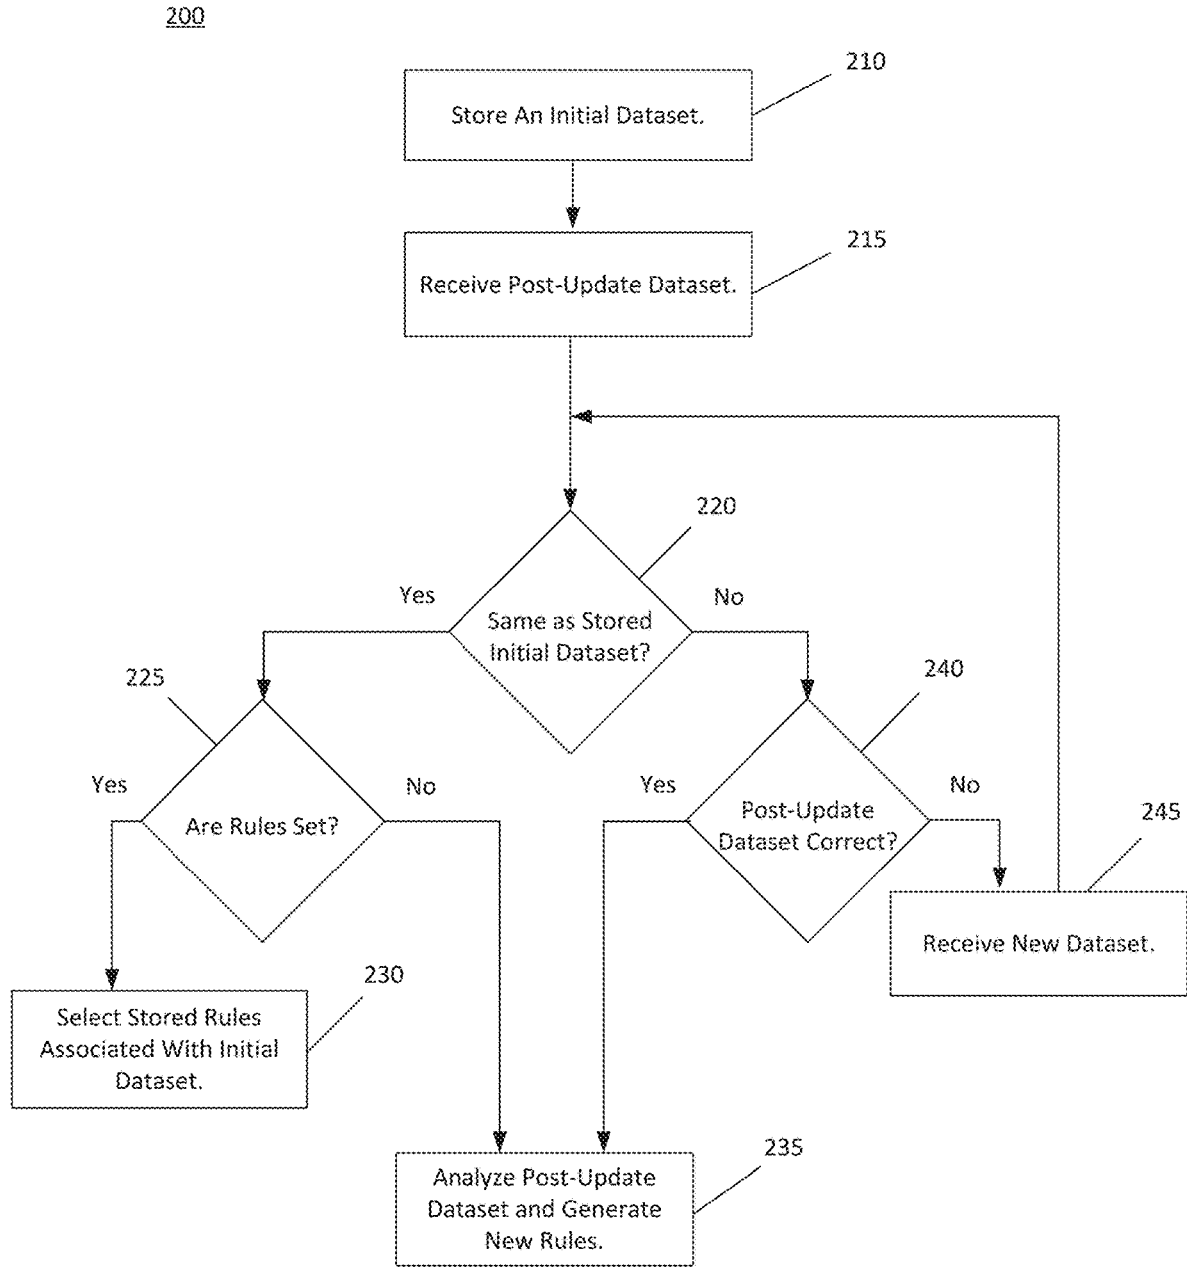 200
210
Store An Initial Dataset.
215
Receive Post-Update Dataset.
220
Yes
No
Same as Stored
Initial Dataset?
225
240
Yes
No
Are Rules Set?
Yes
No
Post-Update
Dataset Correct?
245
Receive New Dataset.
230
Select Stored Rules
Associated With Initial
Dataset.
235
Analyze Post-Update
Dataset and Generate
New Rules.